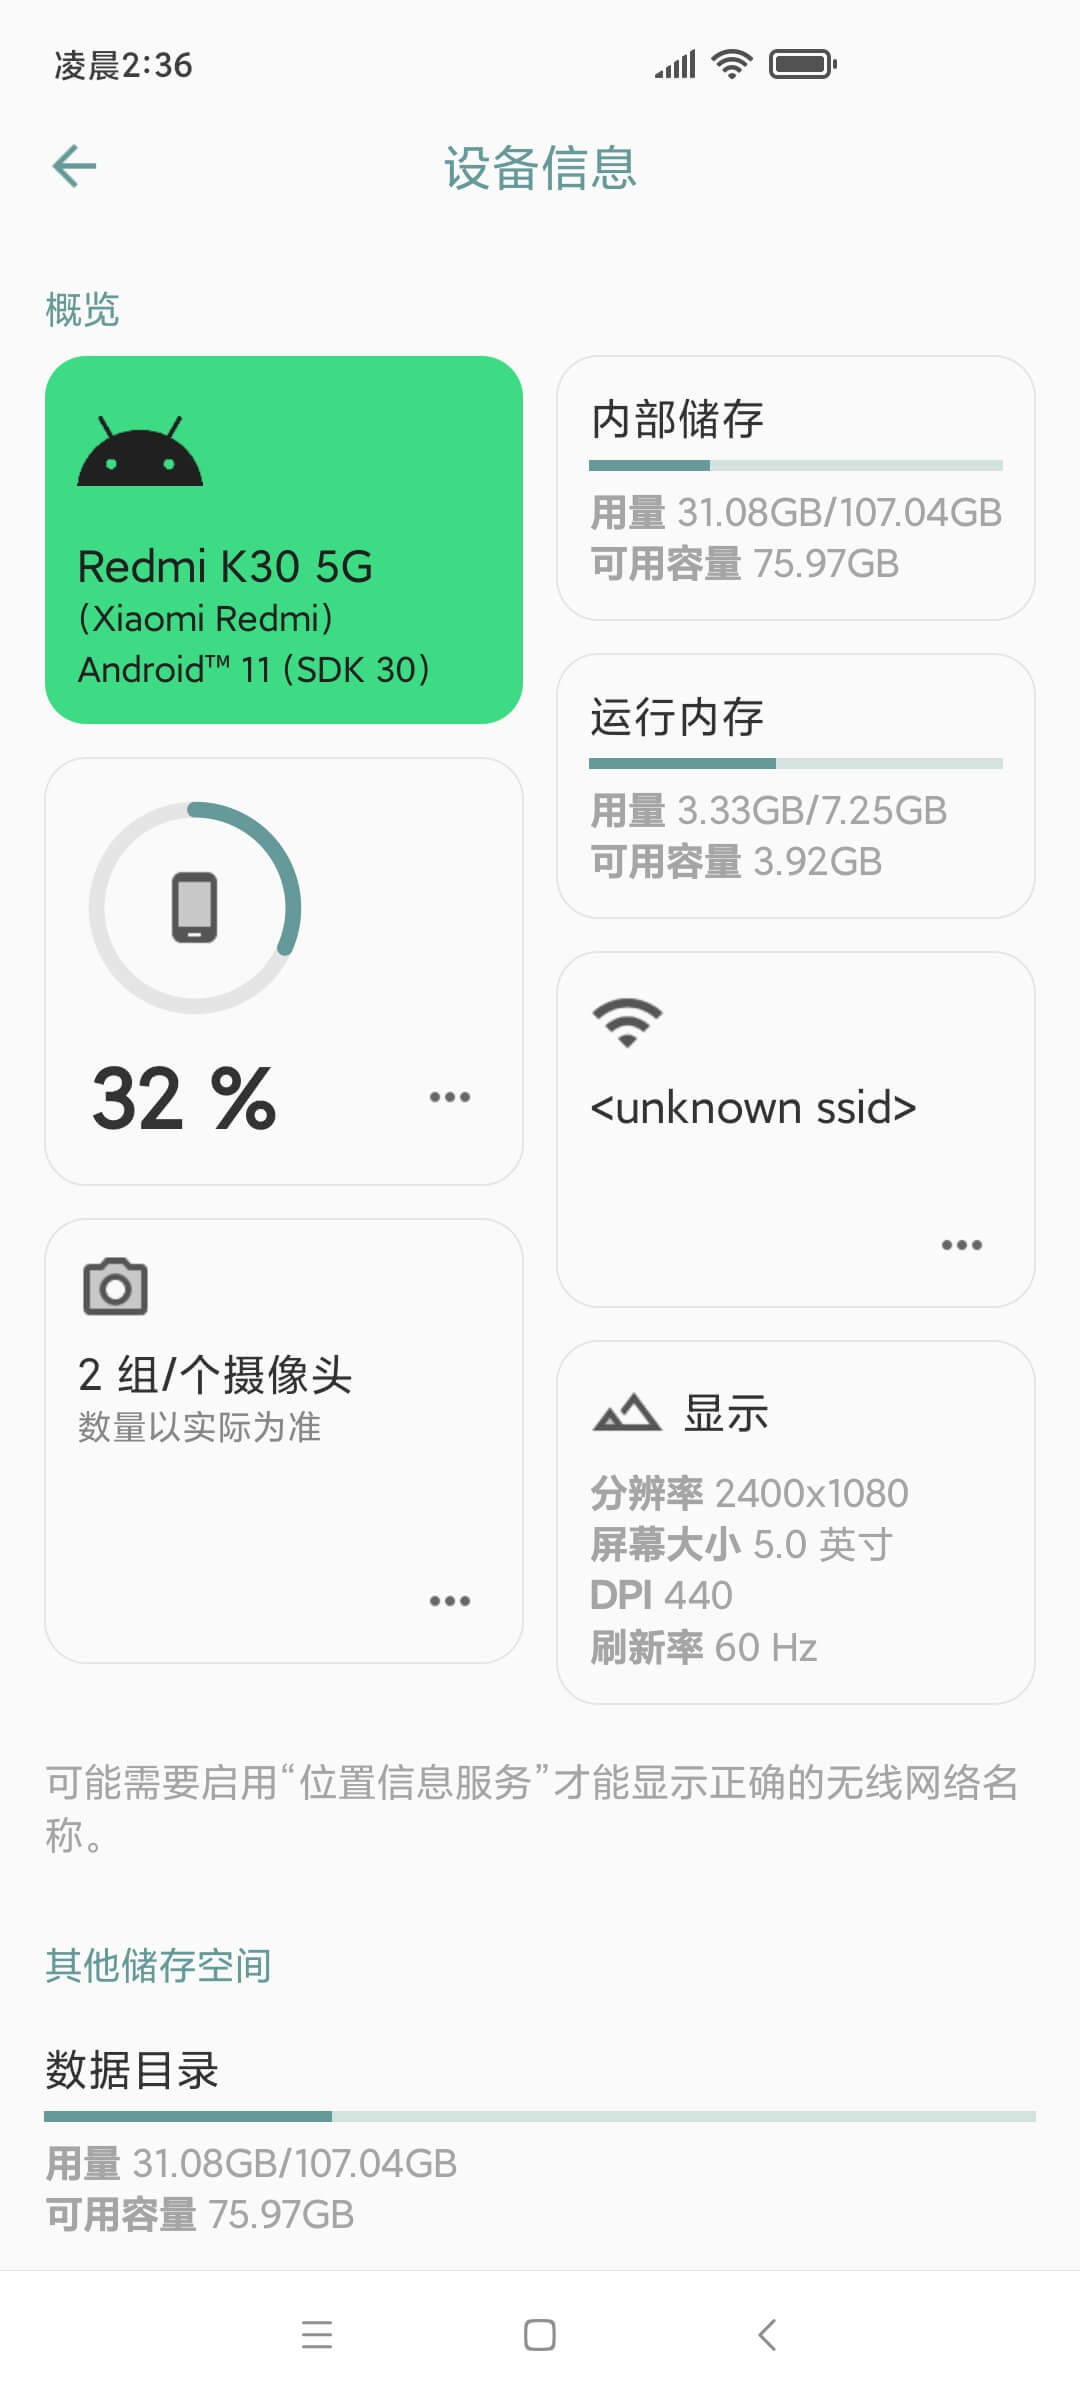 凌晨2:36
设备信息
概览
Redmi K30 5G
(Xiaomi Redmi)
Android™ 11 (SDK 30)
内部储存
用量 31.08GB/107.04GB
可用容量 75.97GB
运行内存
用量 3.33GB/7.25GB
可用容量 3.92GB
32 %
<unknown ssid>
2 组/个摄像头
数量以实际为准
显示
分辨率 2400x1080
屏幕大小 5.0 英寸
DPI 440
刷新率 60 Hz
可能需要启用“位置信息服务”才能显示正确的无线网络名
称。
其他储存空间
数据目录
用量 31.08GB/107.04GB
可用容量 75.97GB